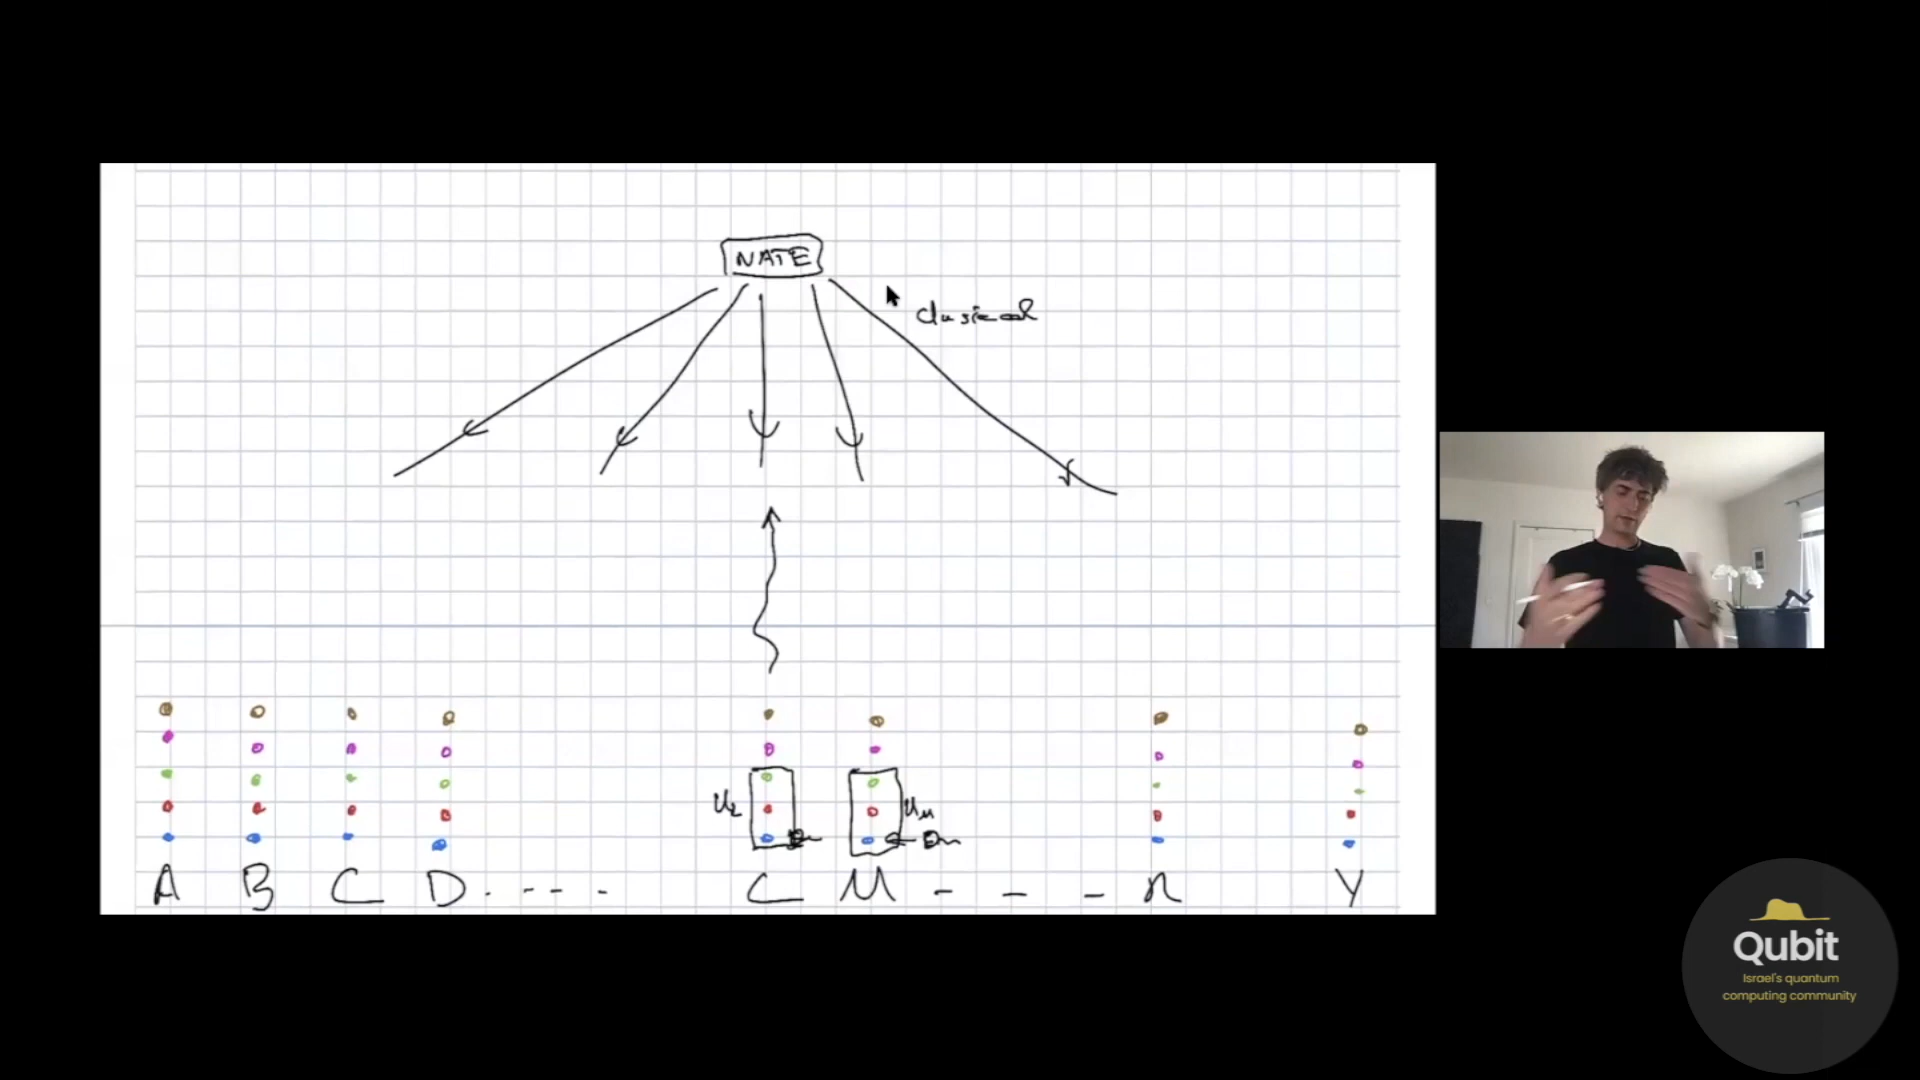 NATE
classical
U_L
U_M
A B C D . - - - C M - - - n Y
Qubit
Israel's quantum
computing community